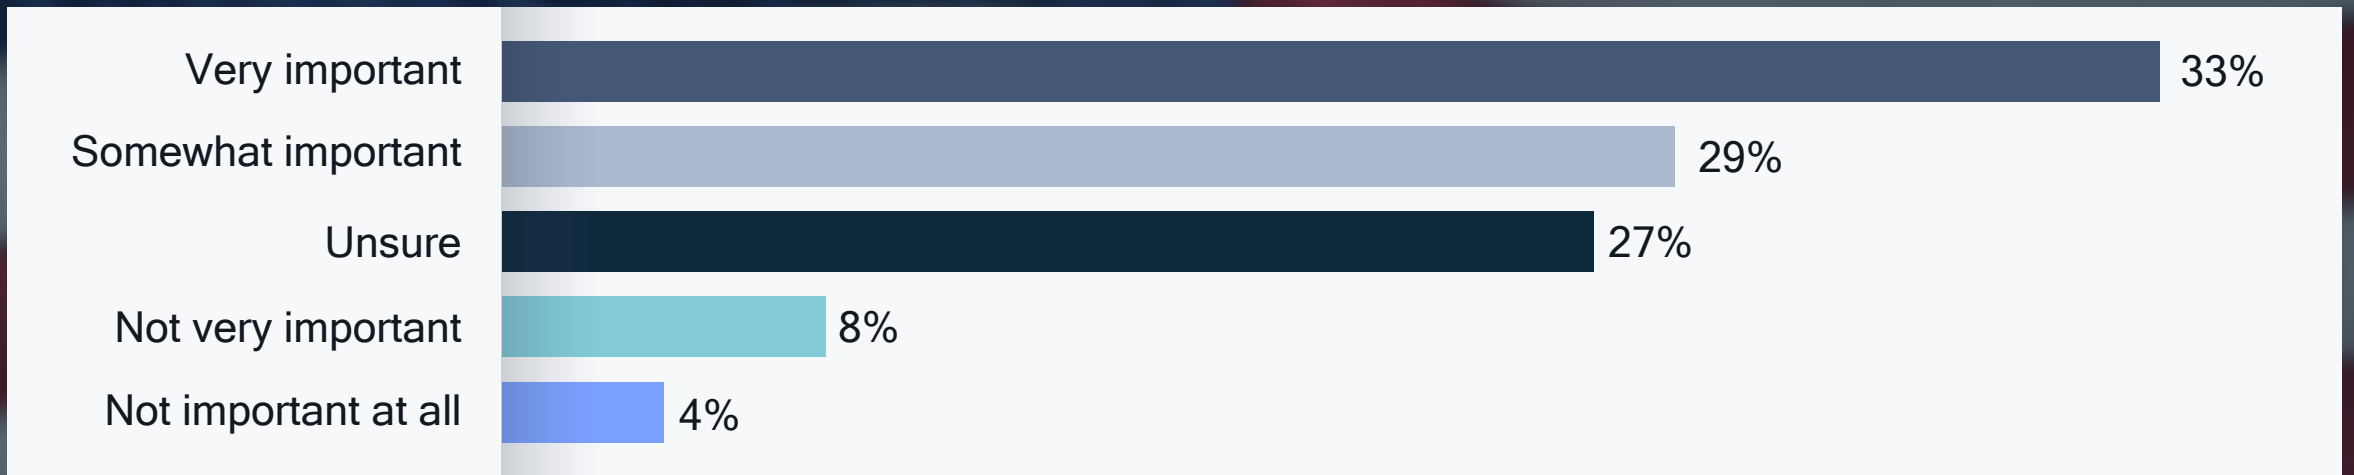 Very important 33%
Somewhat important 29%
Unsure 27%
Not very important 8%
Not important at all 4%